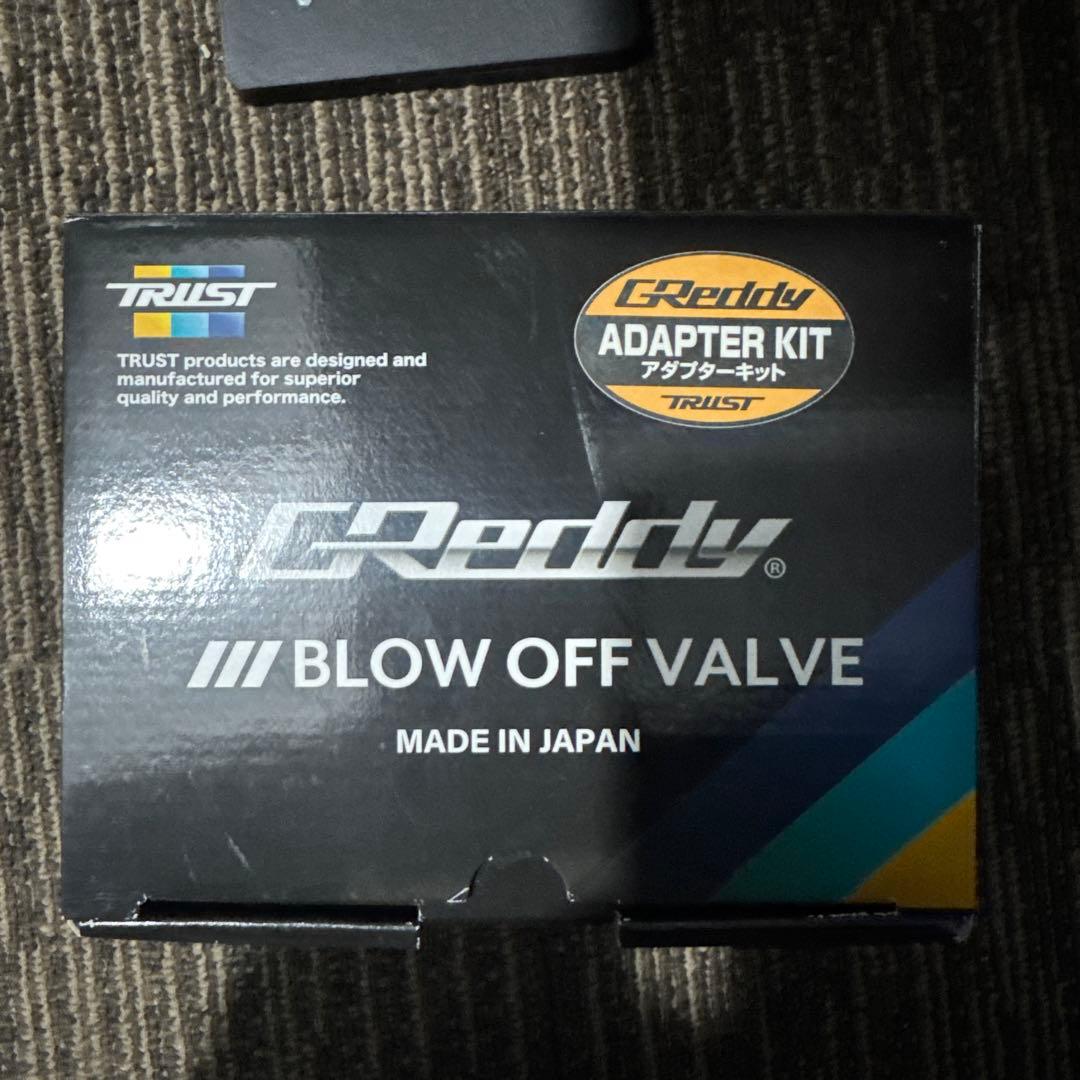 TRUST
TRUST products are designed and
manufactured for superior
quality and performance.
GReddy
ADAPTER KIT
アダプターキット
TRUST
GReddy®
BLOW OFF VALVE
MADE IN JAPAN